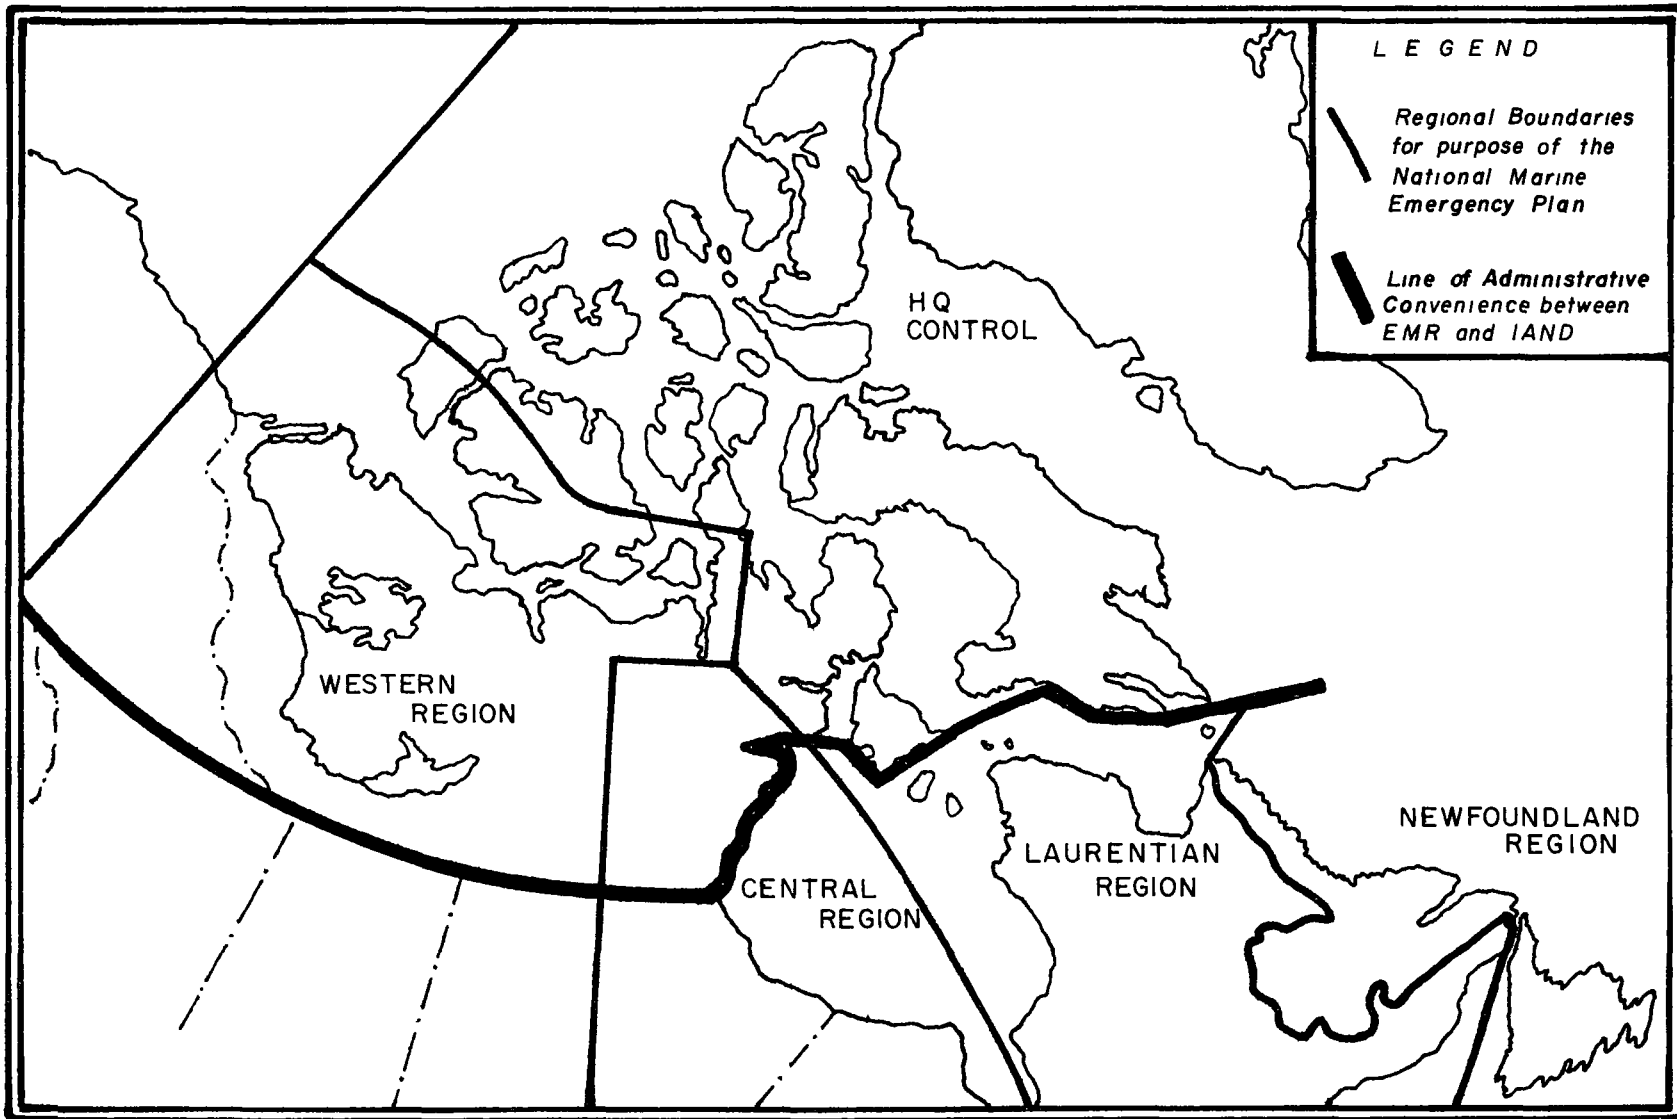 LEGEND
Regional Boundaries
for purpose of the
National Marine
Emergency Plan
Line of Administrative
Convenience between
EMR and IAND
HQ
CONTROL
WESTERN
REGION
CENTRAL
REGION
LAURENTIAN
REGION
NEWFOUNDLAND
REGION